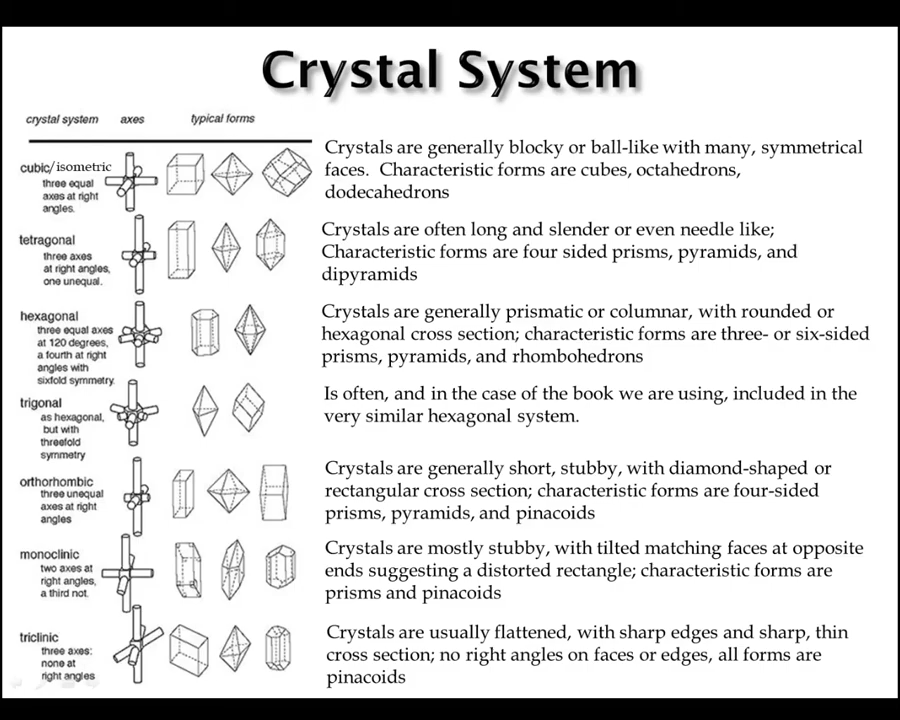 Crystal System
crystal system axes typical forms
cubic/isometric
three equal
axes at right
angles.
Crystals are generally blocky or ball-like with many, symmetrical
faces. Characteristic forms are cubes, octahedrons,
dodecahedrons
tetragonal
three axes
at right angles,
one unequal.
Crystals are often long and slender or even needle like;
Characteristic forms are four sided prisms, pyramids, and
dipyramids
hexagonal
three equal axes
at 120 degrees,
a fourth at right
angles with
sixfold symmetry.
Crystals are generally prismatic or columnar, with rounded or
hexagonal cross section; characteristic forms are three- or six-sided
prisms, pyramids, and rhombohedrons
trigonal
as hexagonal,
but with
threefold
symmetry
Is often, and in the case of the book we are using, included in the
very similar hexagonal system.
orthorhombic
three unequal
axes at right
angles
Crystals are generally short, stubby, with diamond-shaped or
rectangular cross section; characteristic forms are four-sided
prisms, pyramids, and pinacoids
monoclinic
two axes at
right angles,
a third not.
Crystals are mostly stubby, with tilted matching faces at opposite
ends suggesting a distorted rectangle; characteristic forms are
prisms and pinacoids
triclinic
three axes:
none at
right angles
Crystals are usually flattened, with sharp edges and sharp, thin
cross section; no right angles on faces or edges, all forms are
pinacoids